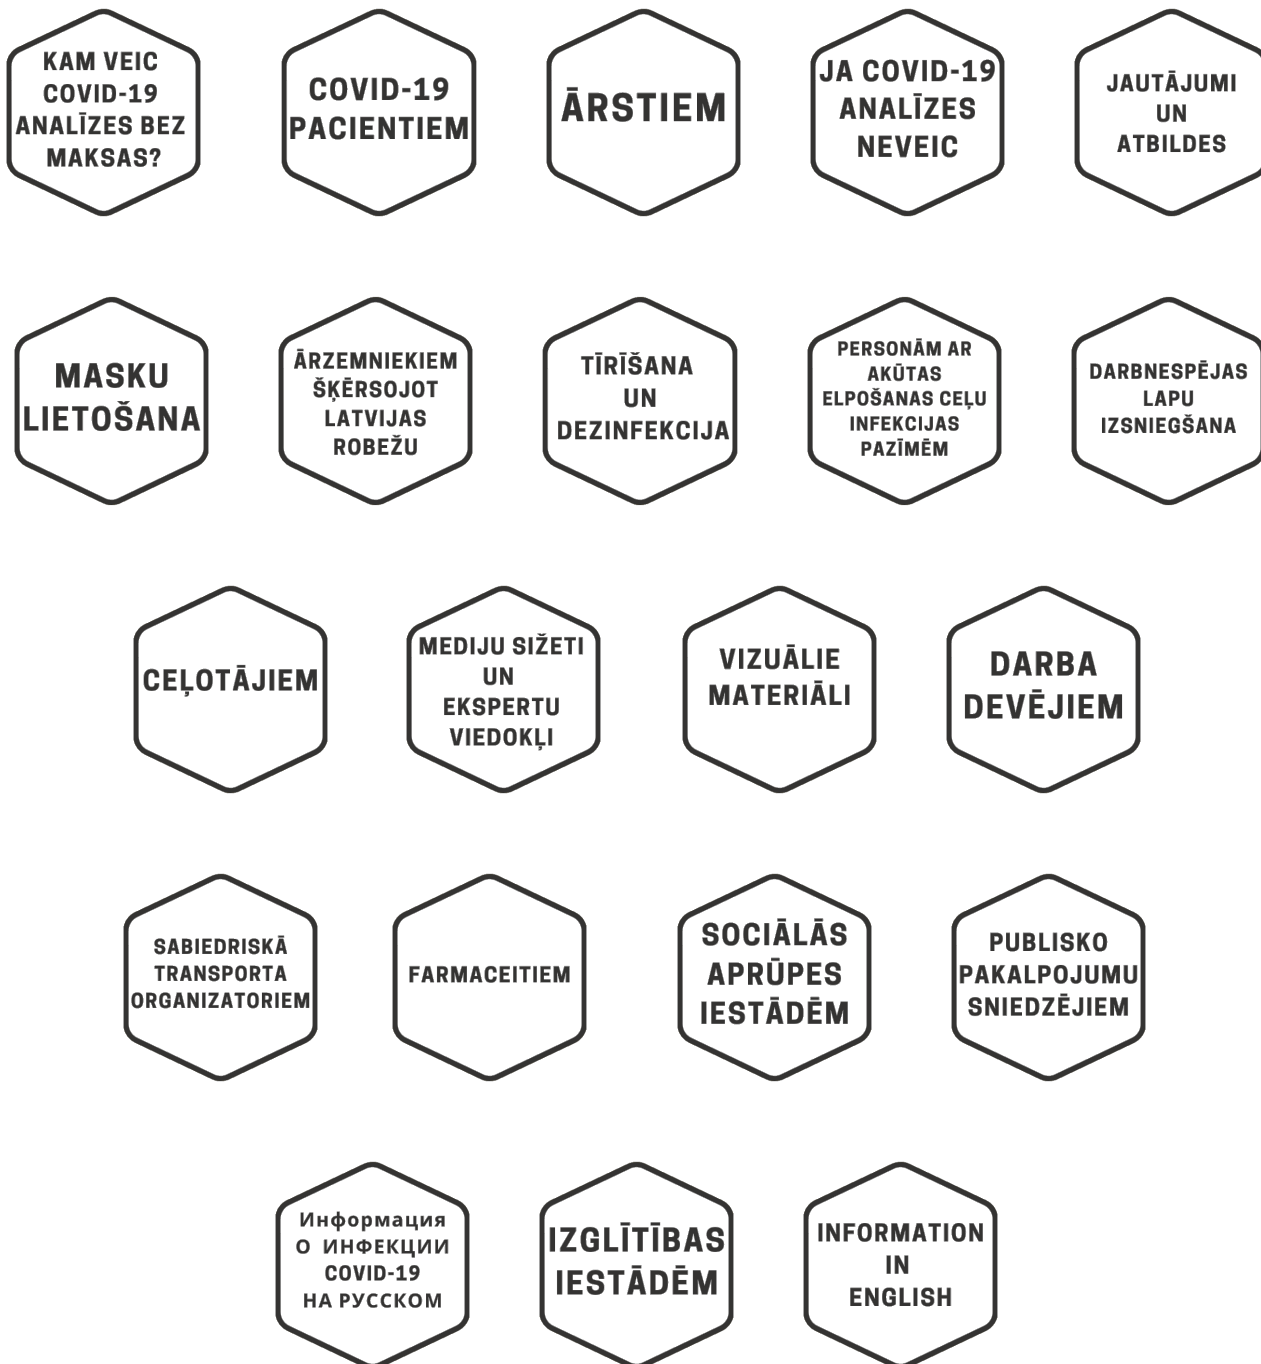 KAM VEIC
COVID-19
ANALĪZES BEZ
MAKSAS?
COVID-19
PACIENTIEM
ĀRSTIEM
JA COVID-19
ANALĪZES
NEVEIC
JAUTĀJUMI
UN
ATBILDES
MASKU
LIETOŠANA
ĀRZEMNIEKIEM
ŠĶĒRSOJOT
LATVIJAS
ROBEŽU
TĪRĪŠANA
UN
DEZINFEKCIJA
PERSONĀM AR
AKŪTAS
ELPOŠANAS CEĻU
INFEKCIJAS
PAZĪMĒM
DARBNESPĒJAS
LAPU
IZSNIEGŠANA
CEĻOTĀJIEM
MEDIJU SIŽETI
UN
EKSPERTU
VIEDOKĻI
VIZUĀLIE
MATERIĀLI
DARBA
DEVĒJIEM
SABIEDRISKĀ
TRANSPORTA
ORGANIZATORIEM
FARMACEITIEM
SOCIĀLĀS
APRŪPES
IESTĀDĒM
PUBLISKO
PAKALPOJUMU
SNIEDZĒJIEM
Информация
О ИНФЕКЦИИ
COVID-19
НА РУССКОМ
IZGLĪTĪBAS
IESTĀDĒM
INFORMATION
IN
ENGLISH